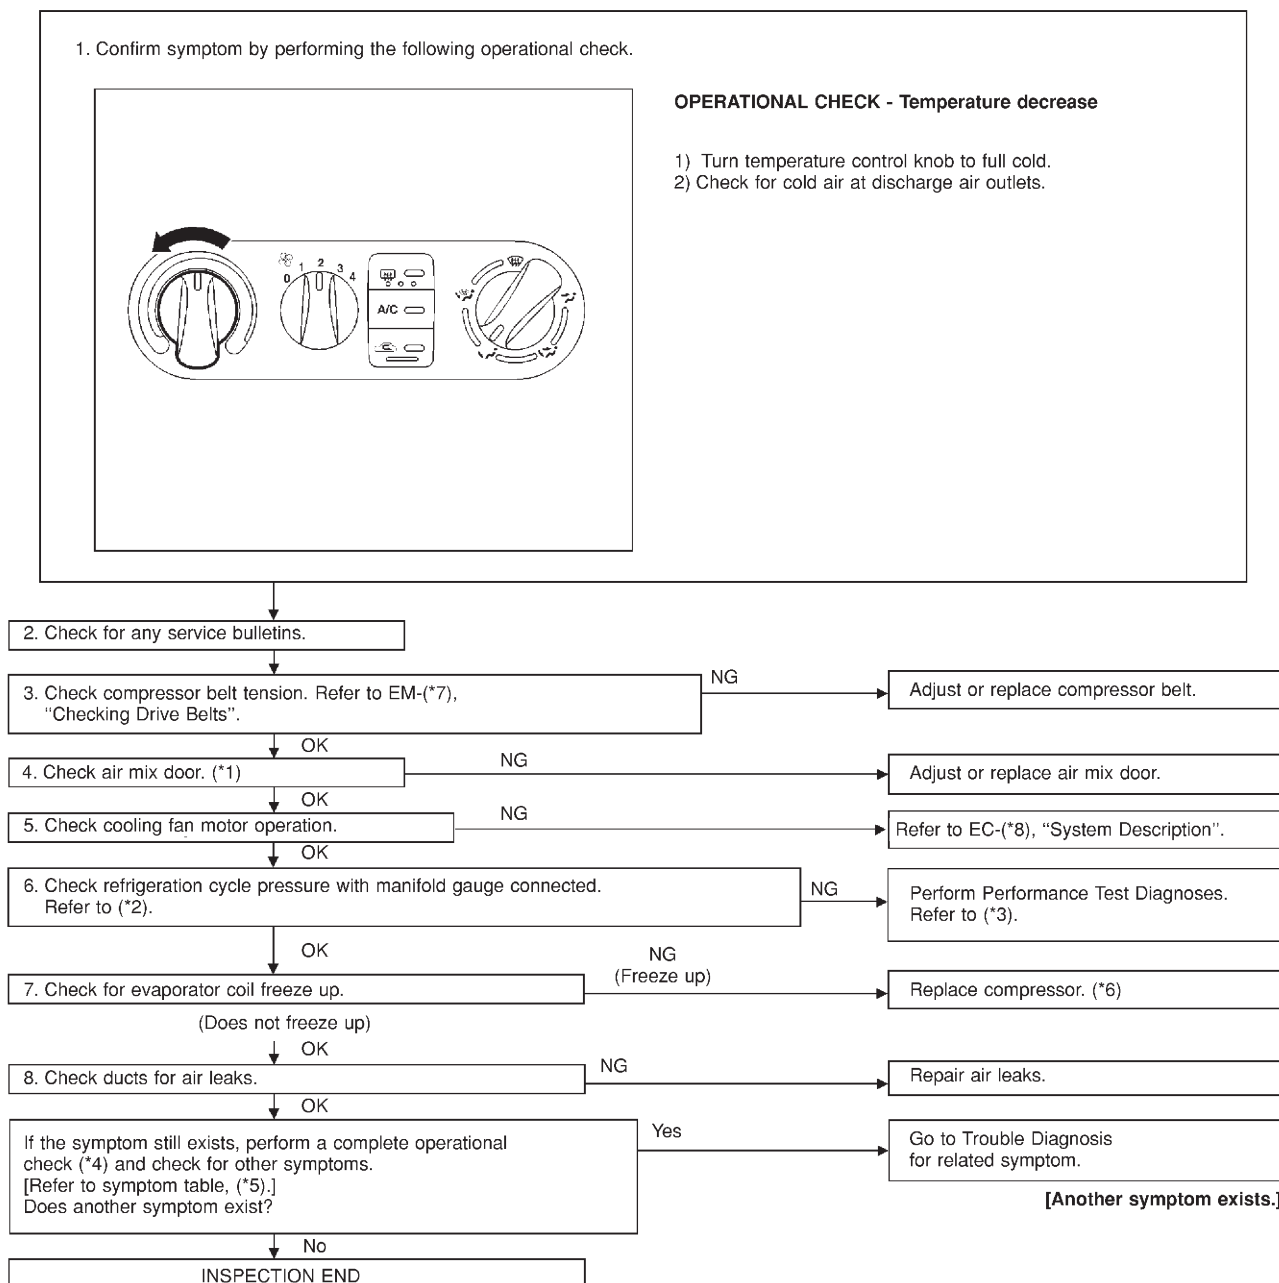 1. Confirm symptom by performing the following operational check.
OPERATIONAL CHECK - Temperature decrease
1) Turn temperature control knob to full cold.
2) Check for cold air at discharge air outlets.
0 1 2 3 4
A/C
2. Check for any service bulletins.
3. Check compressor belt tension. Refer to EM-(*7),
“Checking Drive Belts”.
NG
Adjust or replace compressor belt.
OK
4. Check air mix door. (*1)
NG
Adjust or replace air mix door.
OK
5. Check cooling fan motor operation.
NG
Refer to EC-(*8), “System Description”.
OK
6. Check refrigeration cycle pressure with manifold gauge connected.
Refer to (*2).
NG
Perform Performance Test Diagnoses.
Refer to (*3).
OK
7. Check for evaporator coil freeze up.
NG
(Freeze up)
Replace compressor. (*6)
(Does not freeze up)
OK
8. Check ducts for air leaks.
NG
Repair air leaks.
OK
If the symptom still exists, perform a complete operational
check (*4) and check for other symptoms.
[Refer to symptom table, (*5).]
Does another symptom exist?
Yes
Go to Trouble Diagnosis
for related symptom.
[Another symptom exists.]
No
INSPECTION END